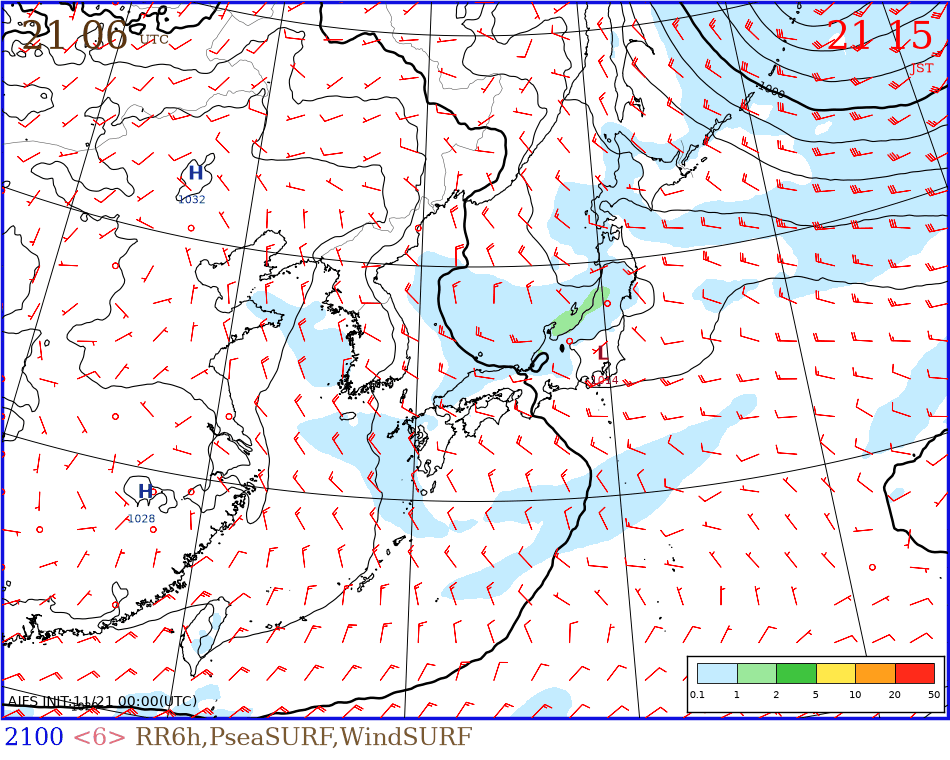 21 06 UTC
21 15
JST
1000
H
1032
L
1014
H
1028
0.1 1 2 5 10 20 50
AIFS INIT:11/21 00:00(UTC)
2100 <6> RR6h,PseaSURF,WindSURF